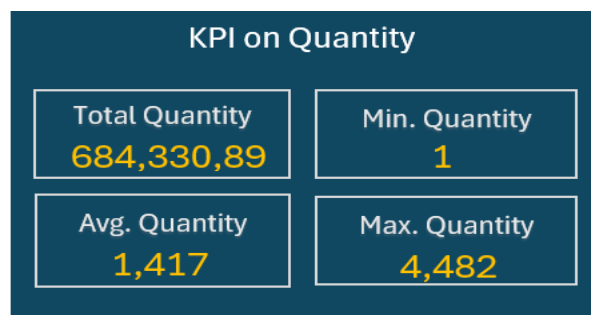 KPI on Quantity
Total Quantity
684,330,89
Min. Quantity
1
Avg. Quantity
1,417
Max. Quantity
4,482